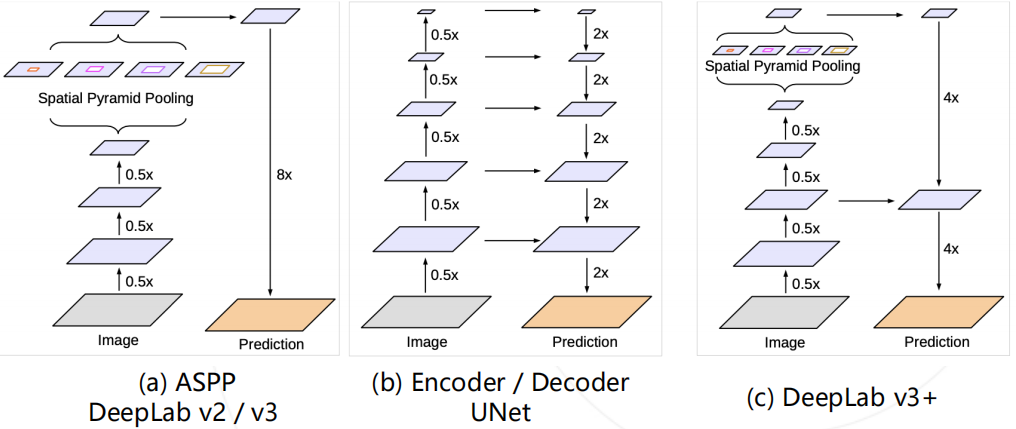 Spatial Pyramid Pooling
0.5x
0.5x
0.5x
8x
Image
Prediction
(a) ASPP
DeepLab v2 / v3
0.5x
0.5x
0.5x
0.5x
0.5x
2x
2x
2x
2x
2x
Image
Prediction
(b) Encoder / Decoder
UNet
Spatial Pyramid Pooling
0.5x
0.5x
0.5x
0.5x
4x
4x
Image
Prediction
(c) DeepLab v3+